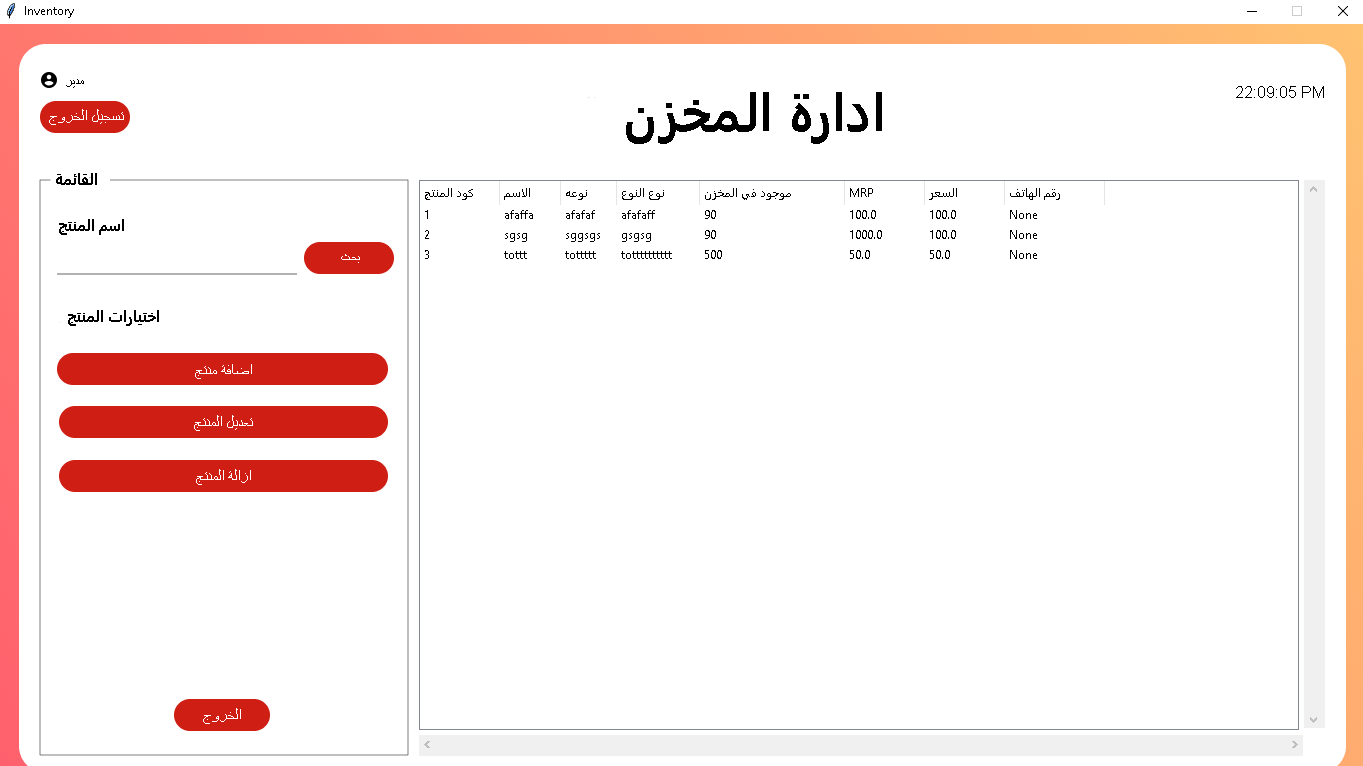 Inventory
مدير
22:09:05 PM
تسجيل الخروج
ادارة المخزن
القائمة
اسم المنتج
بحث
اختيارات المنتج
اضافة منتج
تعديل المنتج
ازالة المنتج
الخروج
كود المنتج الاسم نوعه نوع النوع موجود في المخزن MRP السعر رقم الهاتف
1 afaffa afafaf afafaff 90 100.0 100.0 None
2 sgsg sggsgs gsgsg 90 1000.0 100.0 None
3 tottt tottttt totttttttttt 500 50.0 50.0 None